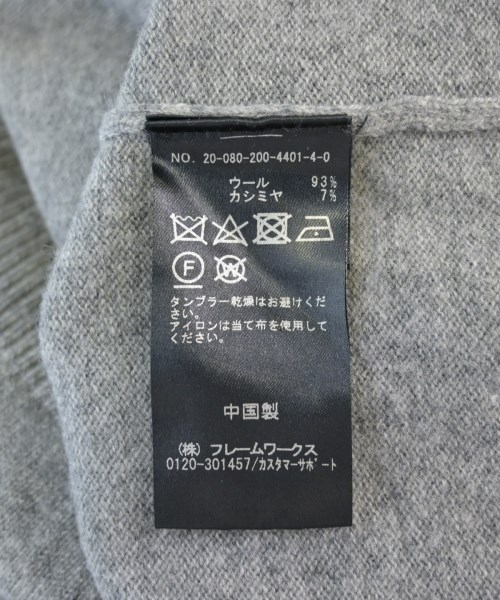 NO. 20-080-200-4401-4-0
ウール 93%
カシミヤ 7%
F W
タンブラー乾燥はお避けくだ
さい。
アイロンは当て布を使用して
ください。
中国製
(株) フレームワークス
0120-301457/カスタマーサポート